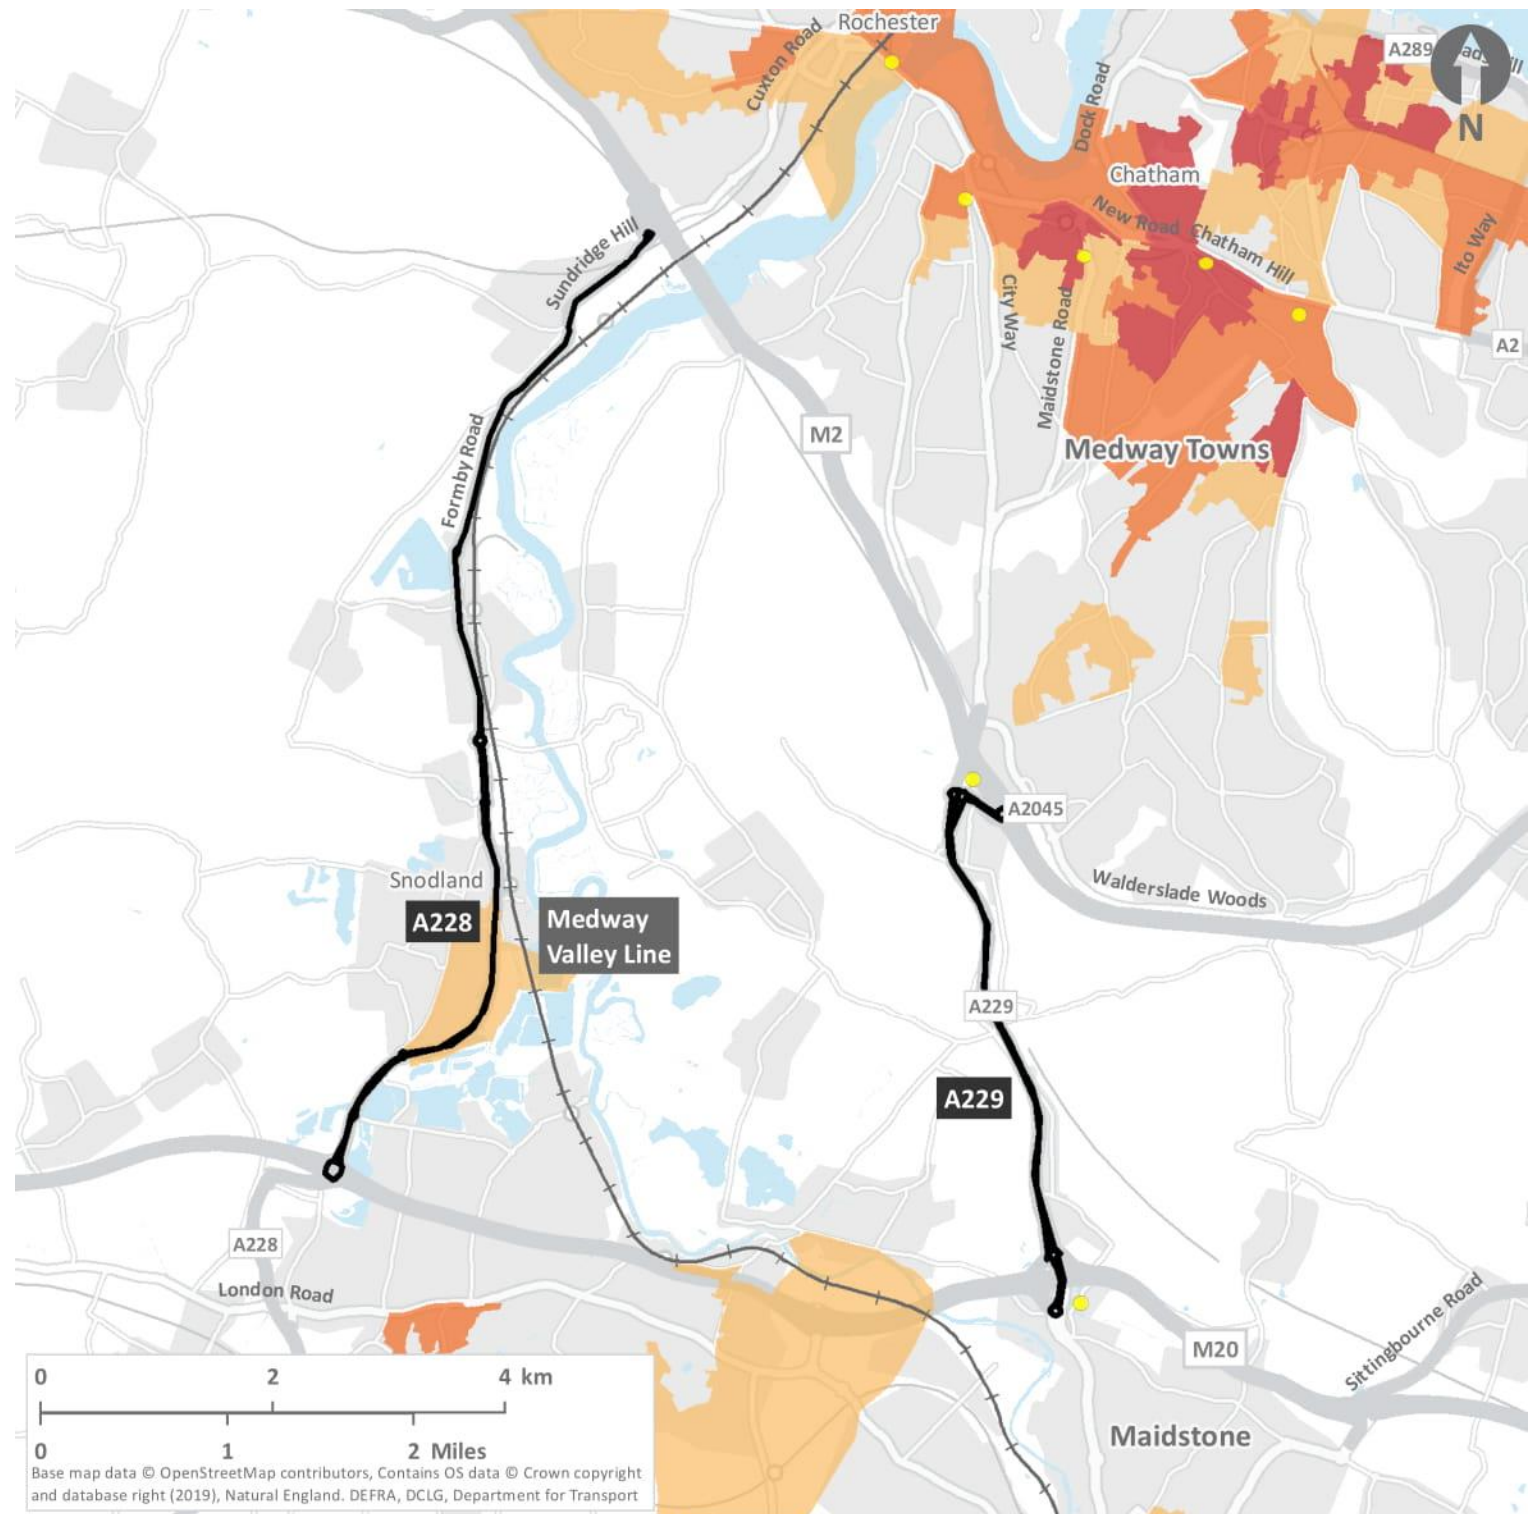 Rochester
Cuxton Road
A289
N
Dock Road
Chatham
New Road
Chatham Hill
Ito Way
Sundridge Hill
City Way
Maidstone Road
A2
M2
Medway Towns
Formby Road
A2045
Snodland
A228
Medway
Valley Line
Walderslade Woods
A229
A229
A228
London Road
M20
Sittingbourne Road
Maidstone
0 2 4 km
0 1 2 Miles
Base map data © OpenStreetMap contributors, Contains OS data © Crown copyright
and database right (2019), Natural England. DEFRA, DCLG, Department for Transport